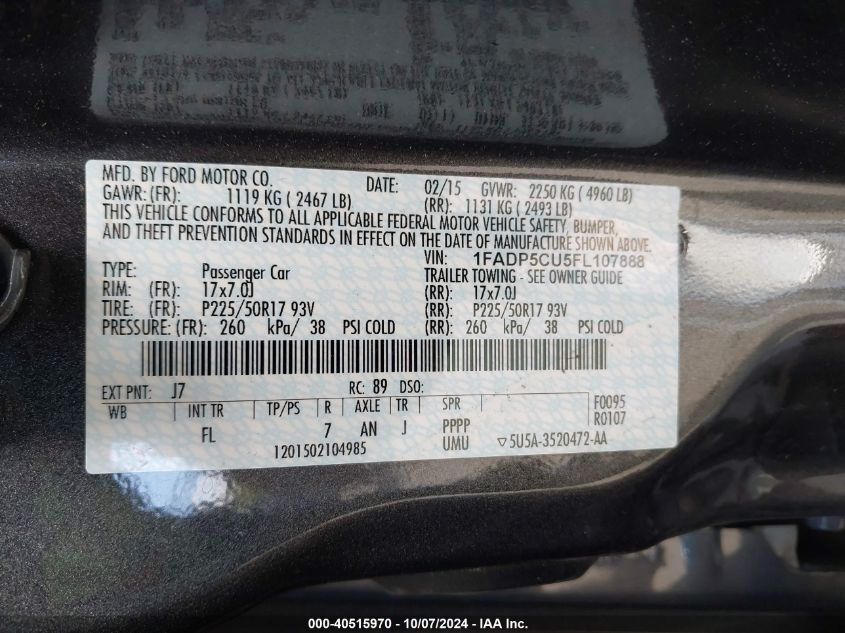 MFD. BY FORD MOTOR CO. DATE: 02/15 GVWR: 2250 KG ( 4960 LB)
GAWR: (FR): 1119 KG ( 2467 LB) (RR): 1131 KG ( 2493 LB)
THIS VEHICLE CONFORMS TO ALL APPLICABLE FEDERAL MOTOR VEHICLE SAFETY, BUMPER,
AND THEFT PREVENTION STANDARDS IN EFFECT ON THE DATE OF MANUFACTURE SHOWN ABOVE.
VIN: 1FADP5CU5FL107888
TYPE: Passenger Car TRAILER TOWING - SEE OWNER GUIDE
RIM: (FR): 17x7.0J (RR): 17x7.0J
TIRE: (FR): P225/50R17 93V (RR): P225/50R17 93V
PRESSURE: (FR): 260 kPa/ 38 PSI COLD (RR): 260 kPa/ 38 PSI COLD
EXT PNT: J7 RC: 89 DSO:
WB INT TR TP/PS R AXLE TR SPR F0095
R0107
FL 7 AN J PPPP
UMU ▽5U5A-3520472-AA
1201502104985
000-40515970 - 10/07/2024 - IAA Inc.